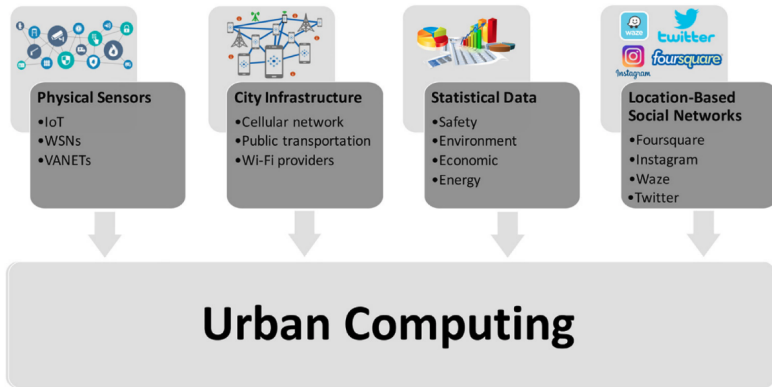 waze
twitter
Instagram
foursquare
Physical Sensors
•IoT
•WSNs
•VANETs
City Infrastructure
•Cellular network
•Public transportation
•Wi-Fi providers
Statistical Data
•Safety
•Environment
•Economic
•Energy
Location-Based
Social Networks
•Foursquare
•Instagram
•Waze
•Twitter
Urban Computing